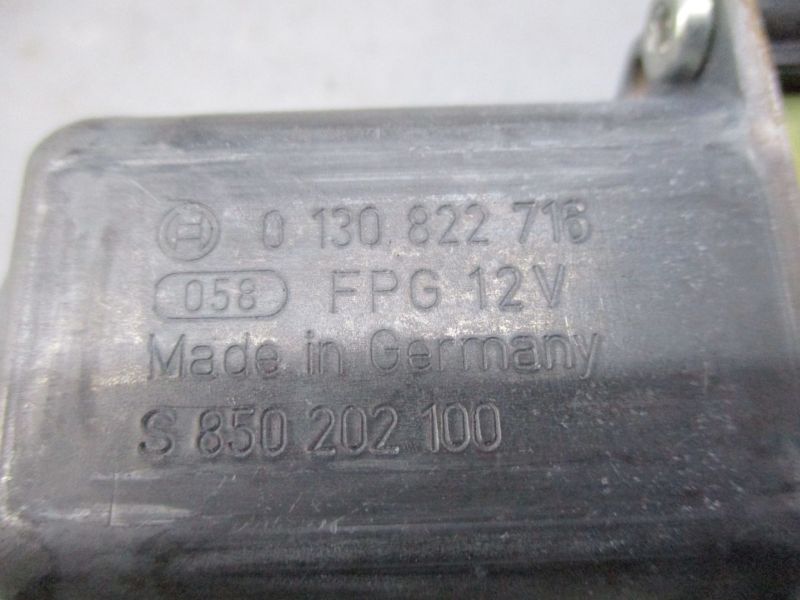 0 130 822 716
058 FPG 12V
Made in Germany
S 850 202 100